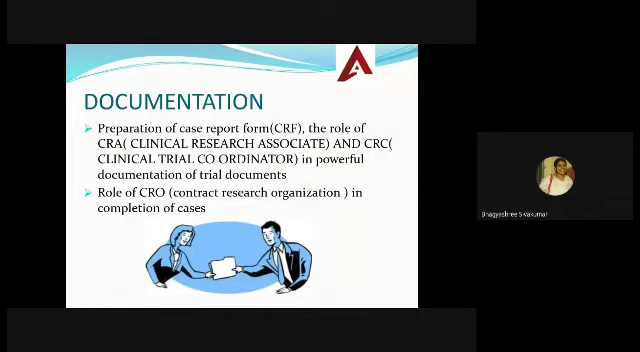 DOCUMENTATION
Preparation of case report form(CRF), the role of
CRA( CLINICAL RESEARCH ASSOCIATE) AND CRC(
CLINICAL TRIAL CO ORDINATOR) in powerful
documentation of trial documents
Role of CRO (contract research organization ) in
completion of cases
Bhagyashree Sivakumar